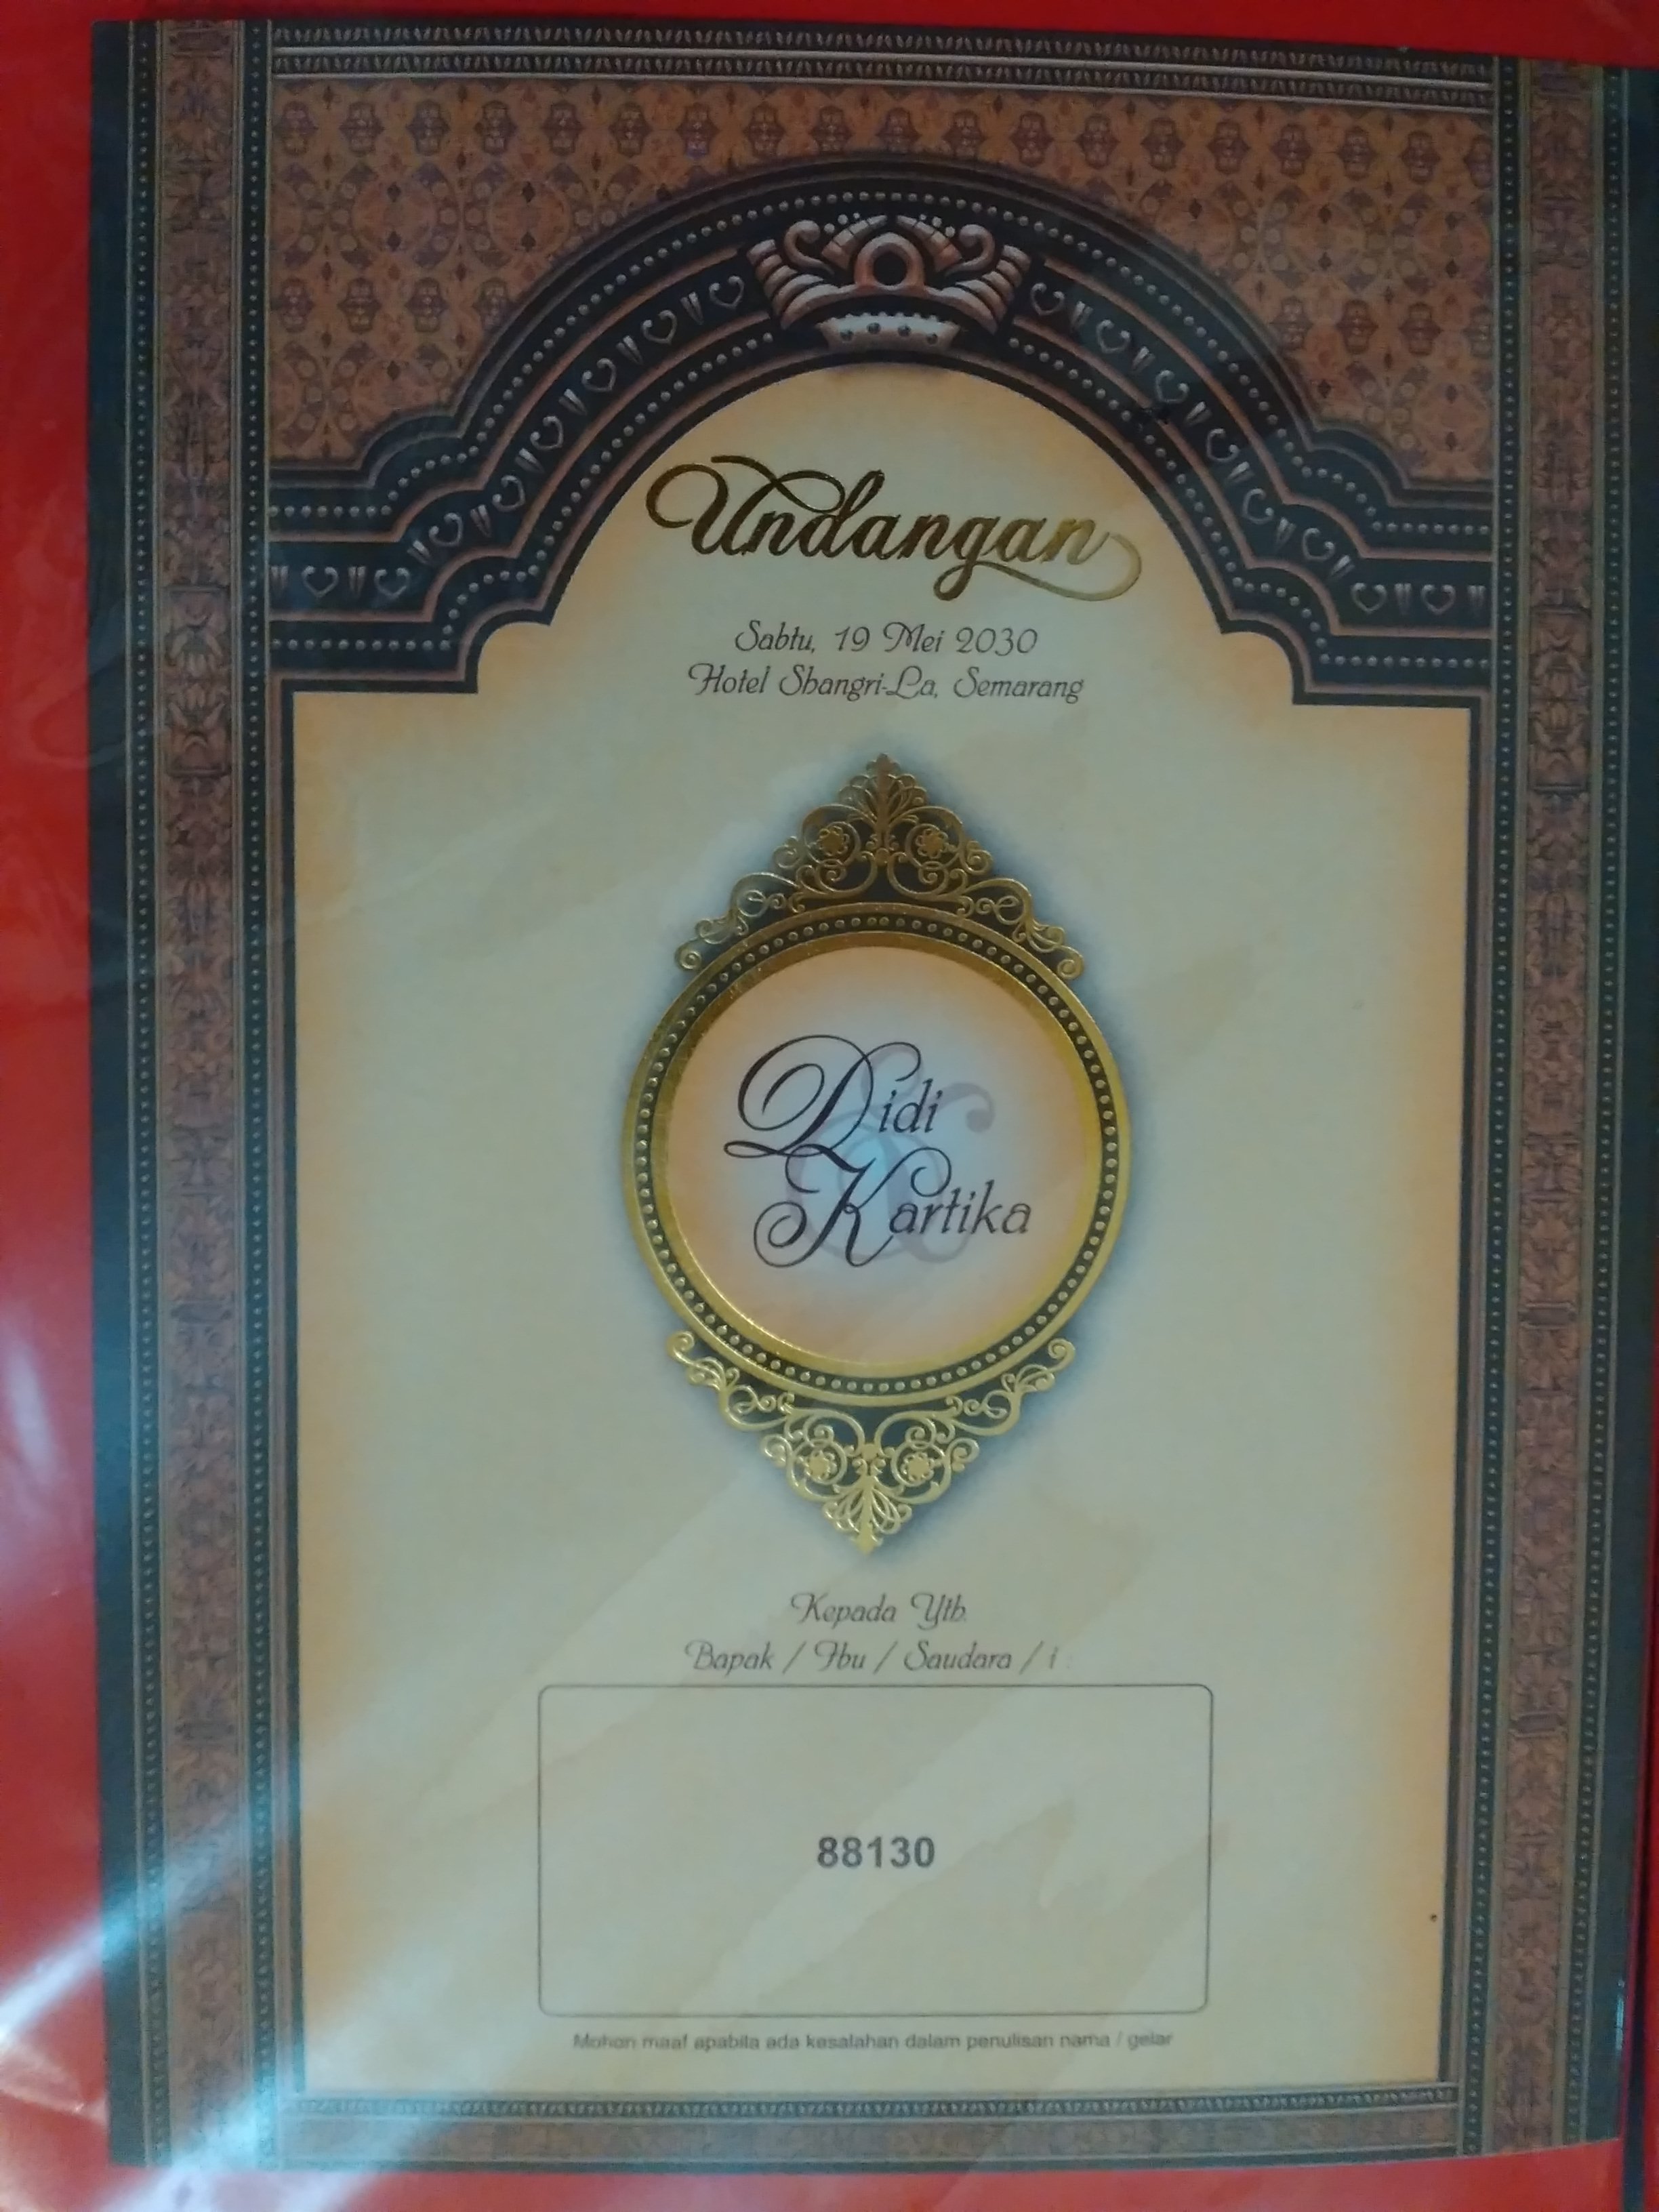 Undangan
Sabtu, 19 Mei 2030
Hotel Shangri-La, Semarang
Didi
&
Kartika
Kepada Yth.
Bapak / Ibu / Saudara / i :
88130
Mohon maaf apabila ada kesalahan dalam penulisan nama / gelar